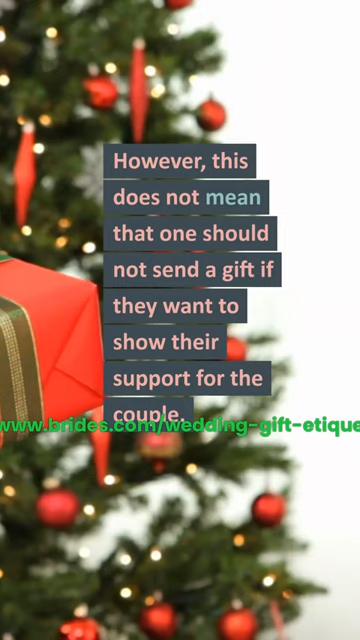 However, this
does not mean
that one should
not send a gift if
they want to
show their
support for the
couple.
www.brides.com/wedding-gift-etique